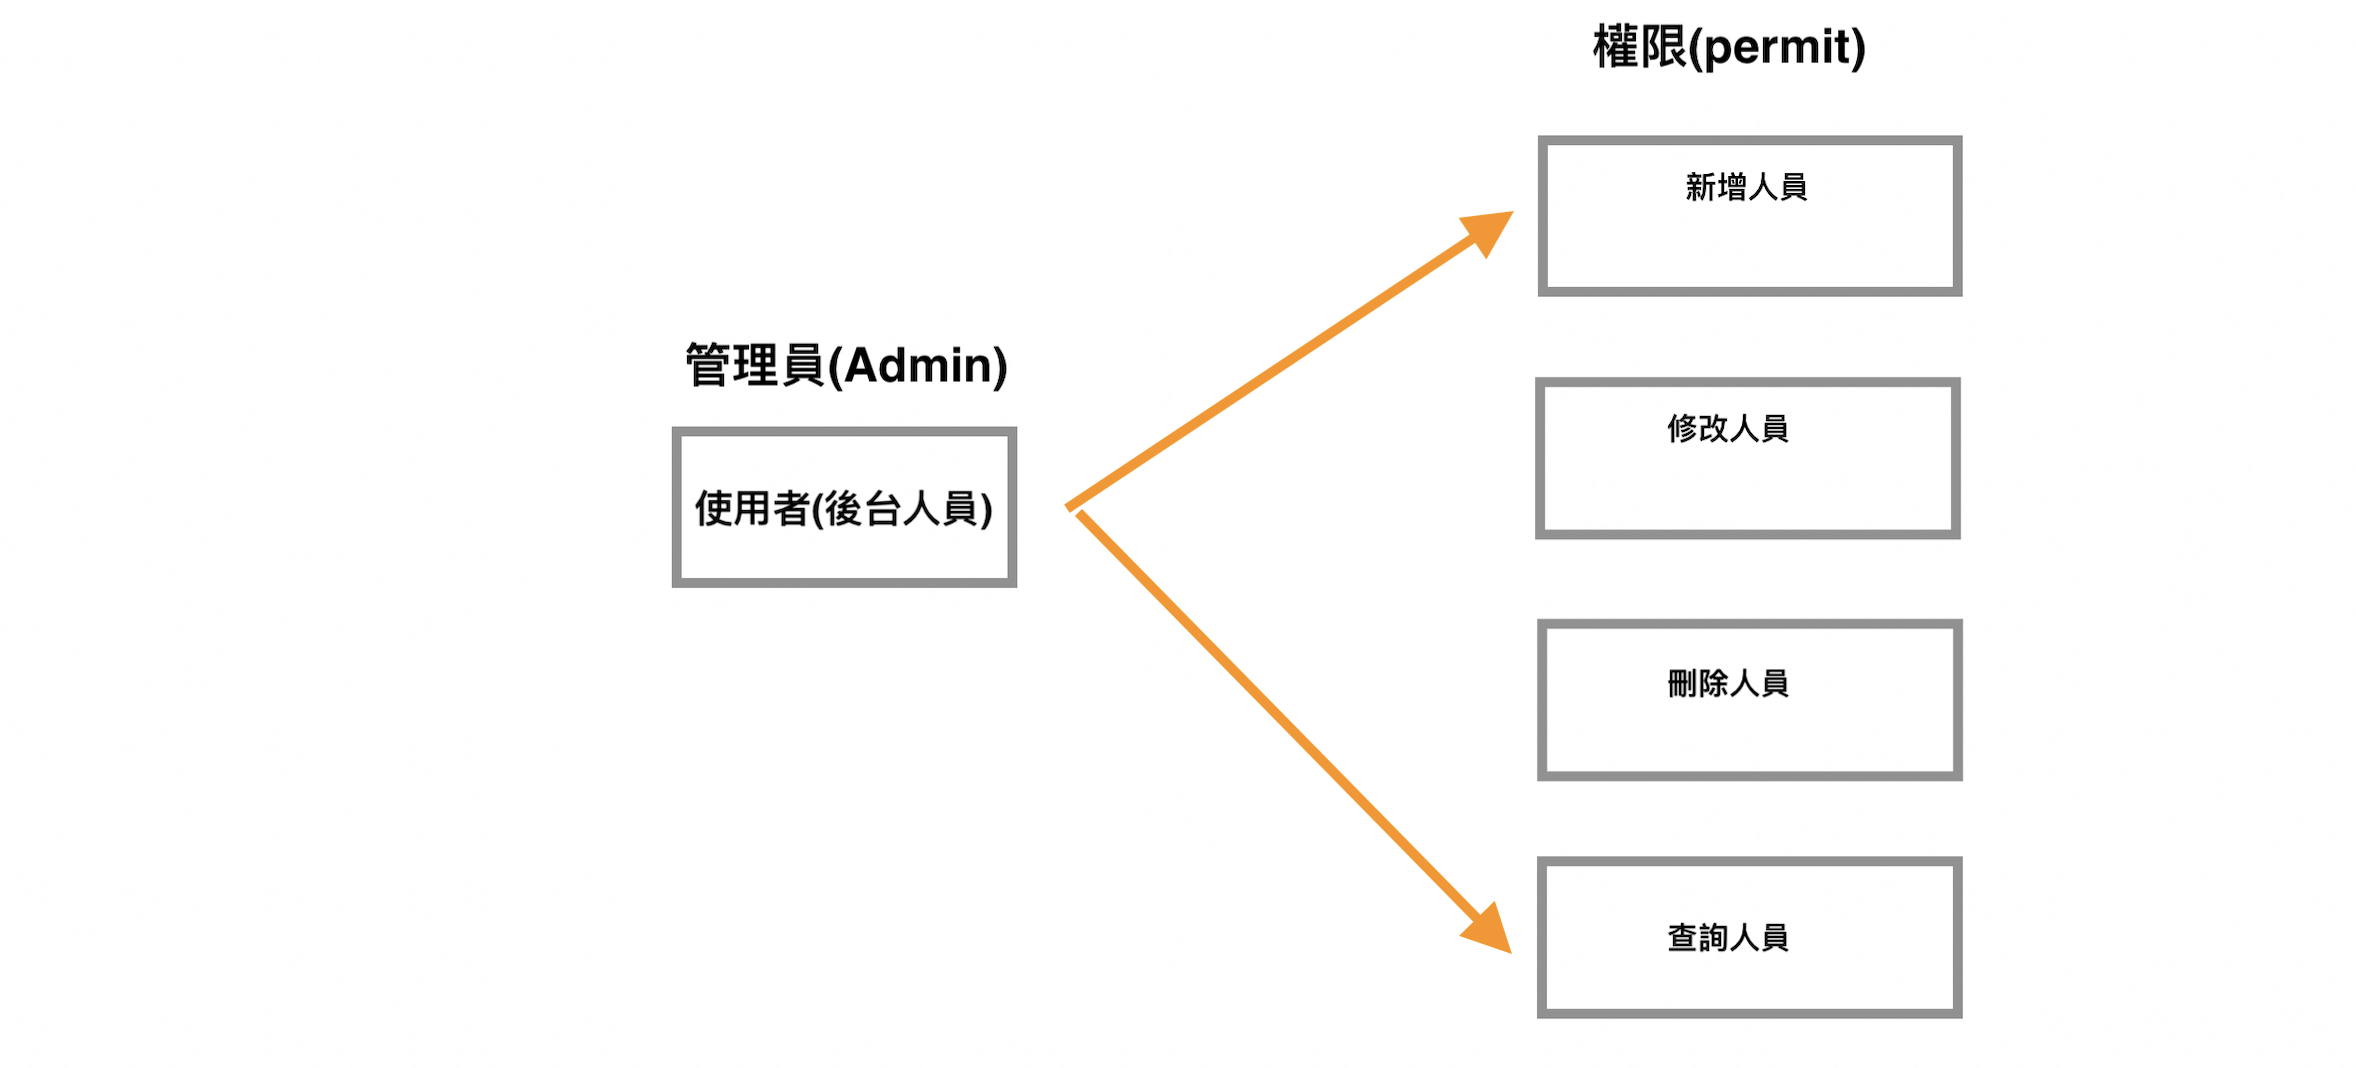 權限(permit)
新增人員
管理員(Admin)
修改人員
使用者(後台人員)
刪除人員
查詢人員